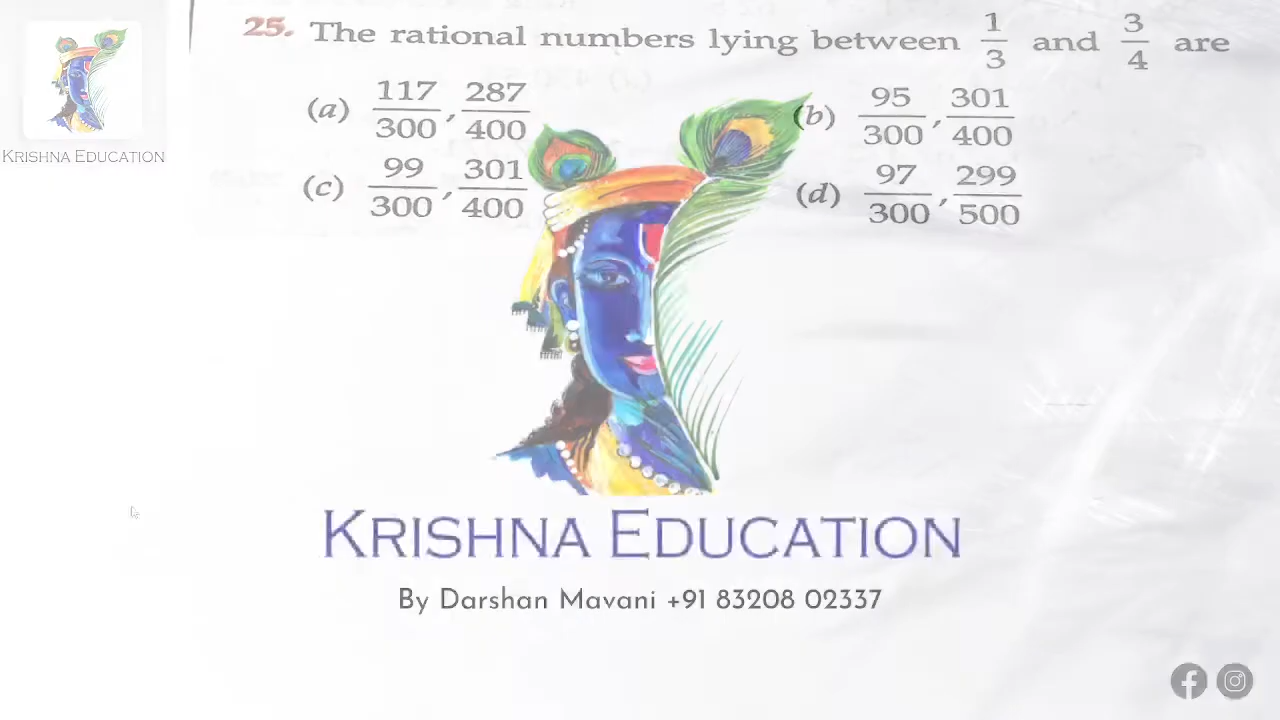 25. The rational numbers lying between 1/3 and 3/4 are
(a) 117/300, 287/400 (b) 95/300, 301/400
(c) 99/300, 301/400 (d) 97/300, 299/500
KRISHNA EDUCATION
KRISHNA EDUCATION
By Darshan Mavani +91 83208 02337